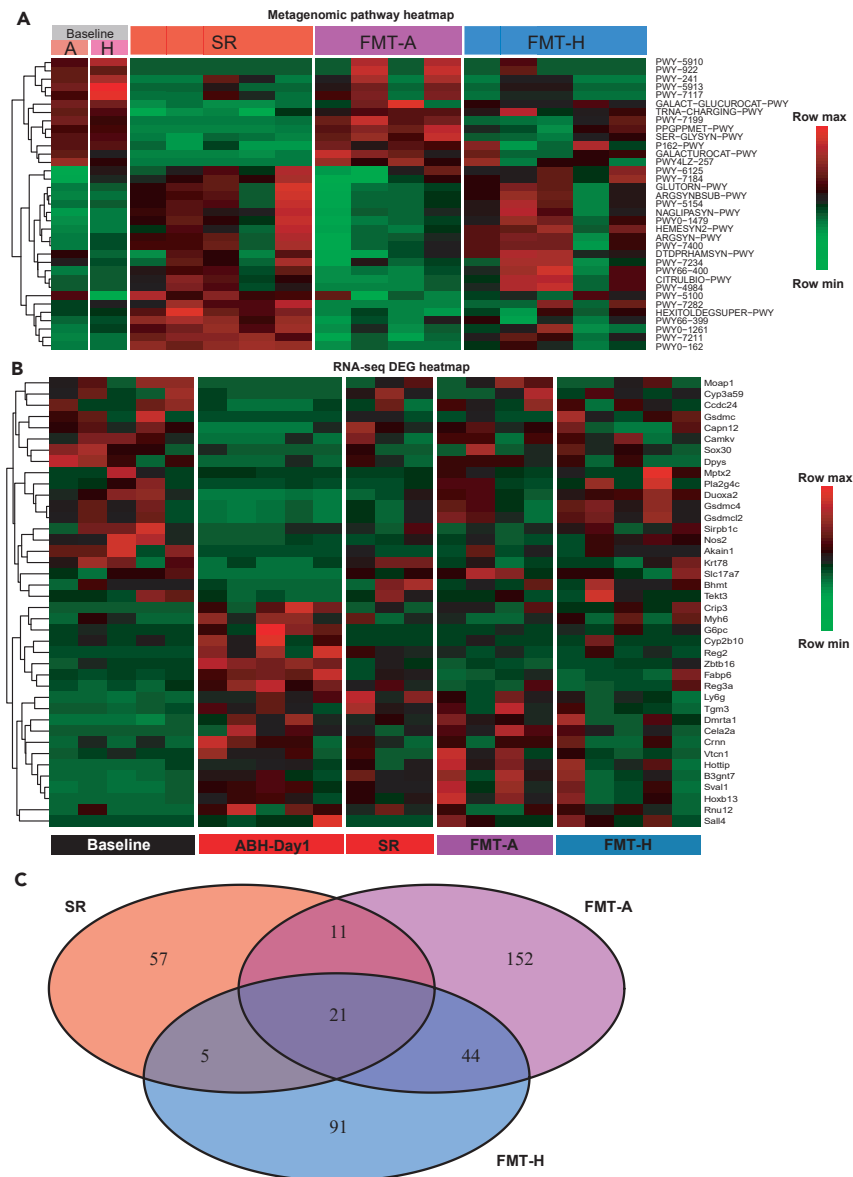 A
Metagenomic pathway heatmap
Baseline
A H SR FMT-A FMT-H
PWY-5910
PWY-922
PWY-241
PWY-5913
PWY-7117
GALACT-GLUCUROCAT-PWY
TRNA-CHARGING-PWY
PWY-7199
PPGPPMET-PWY
SER-GLYSYN-PWY
P162-PWY
GALACTUROCAT-PWY
PWY4LZ-257
PWY-6125
PWY-7184
GLUTORN-PWY
ARGSYNBSUB-PWY
PWY-5154
NAGLIPASYN-PWY
PWY0-1479
HEMESYN2-PWY
ARGSYN-PWY
PWY-7400
DTDPRHAMSYN-PWY
PWY-7234
PWY66-400
CITRULBIO-PWY
PWY-4984
PWY-5100
PWY-7282
HEXITOLDEGSUPER-PWY
PWY66-399
PWY0-1261
PWY-7211
PWY0-162
Row max
Row min
B
RNA-seq DEG heatmap
Moap1
Cyp3a59
Ccdc24
Gsdmc
Capn12
Camkv
Sox30
Dpys
Mptx2
Pla2g4c
Duoxa2
Gsdmc4
Gsdmcl2
Sirpb1c
Nos2
Akain1
Krt78
Slc17a7
Bhmt
Tekt3
Crip3
Myh6
G6pc
Cyp2b10
Reg2
Zbtb16
Fabp6
Reg3a
Ly6g
Tgm3
Dmrta1
Cela2a
Crnn
Vtcn1
Hottip
B3gnt7
Sval1
Hoxb13
Rnu12
Sall4
Row max
Row min
Baseline ABH-Day1 SR FMT-A FMT-H
C
SR
FMT-A
11
57
152
21
5
44
91
FMT-H